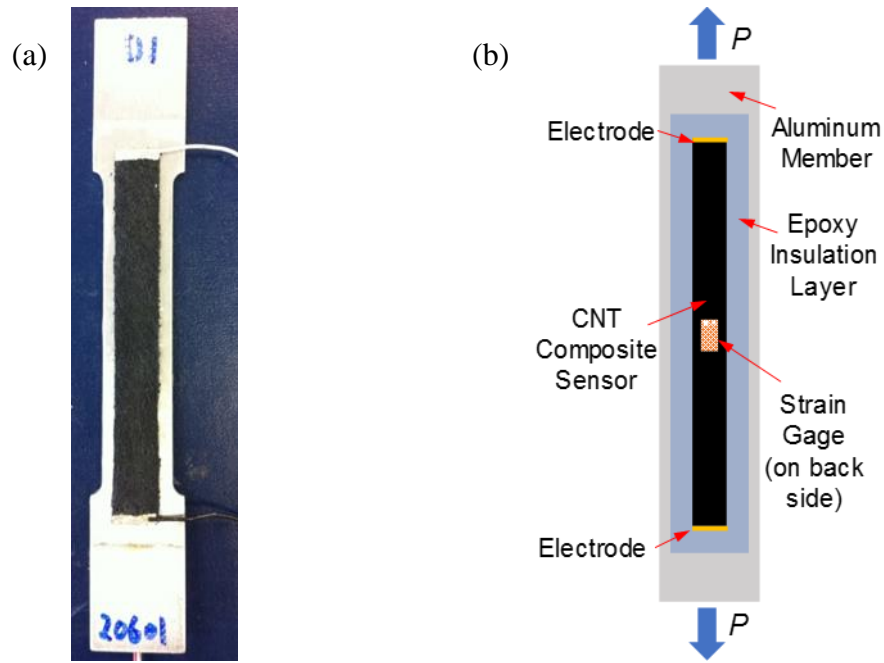 (a)
20601
(b)
P
Electrode
Aluminum
Member
Epoxy
Insulation
Layer
CNT
Composite
Sensor
Strain
Gage
(on back
side)
Electrode
P